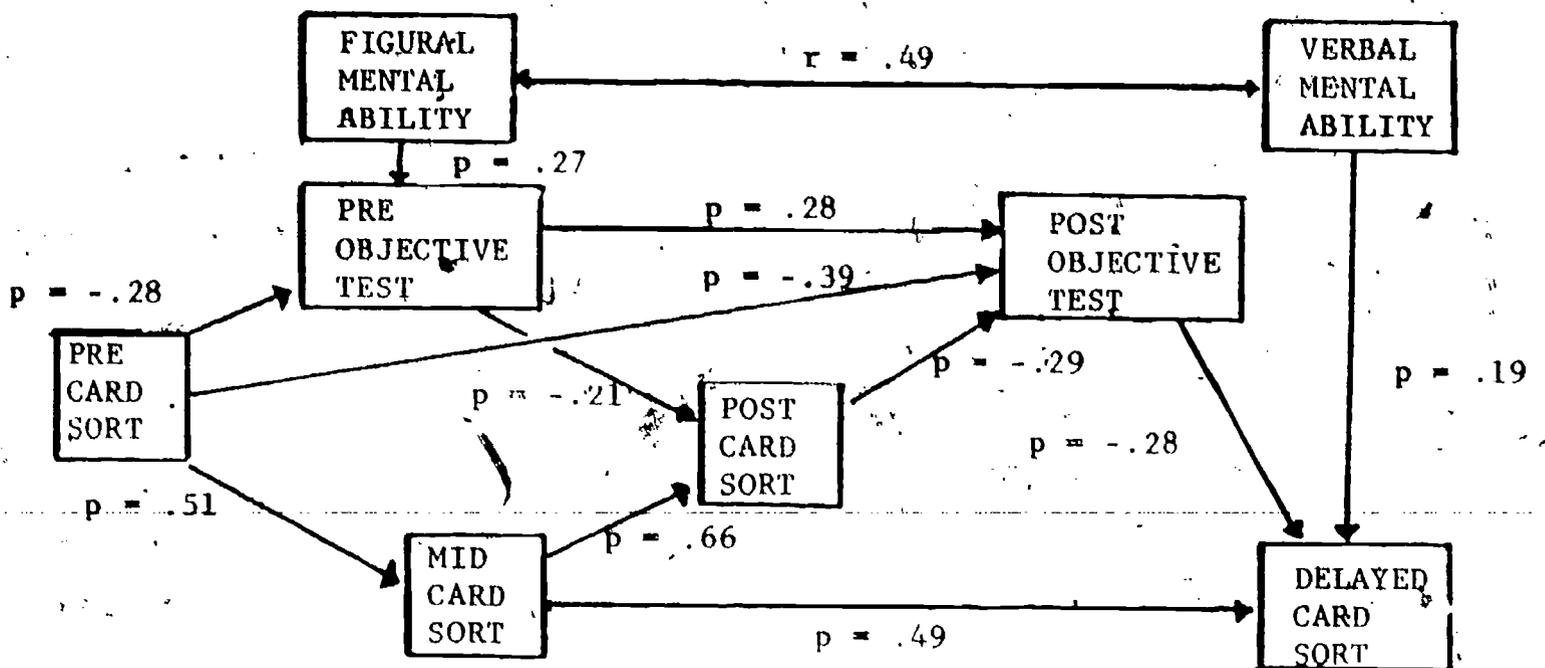 FIGURAL
MENTAL
ABILITY
r = .49
VERBAL
MENTAL
ABILITY
p = .27
PRE
OBJECTIVE
TEST
p = .28
POST
OBJECTIVE
TEST
p = -.39
p = -.28
PRE
CARD
SORT
p = -.21
POST
CARD
SORT
p = -.29
p = .19
p = -.28
p = .51
MID
CARD
SORT
p = .66
p = .49
DELAYED
CARD
SORT